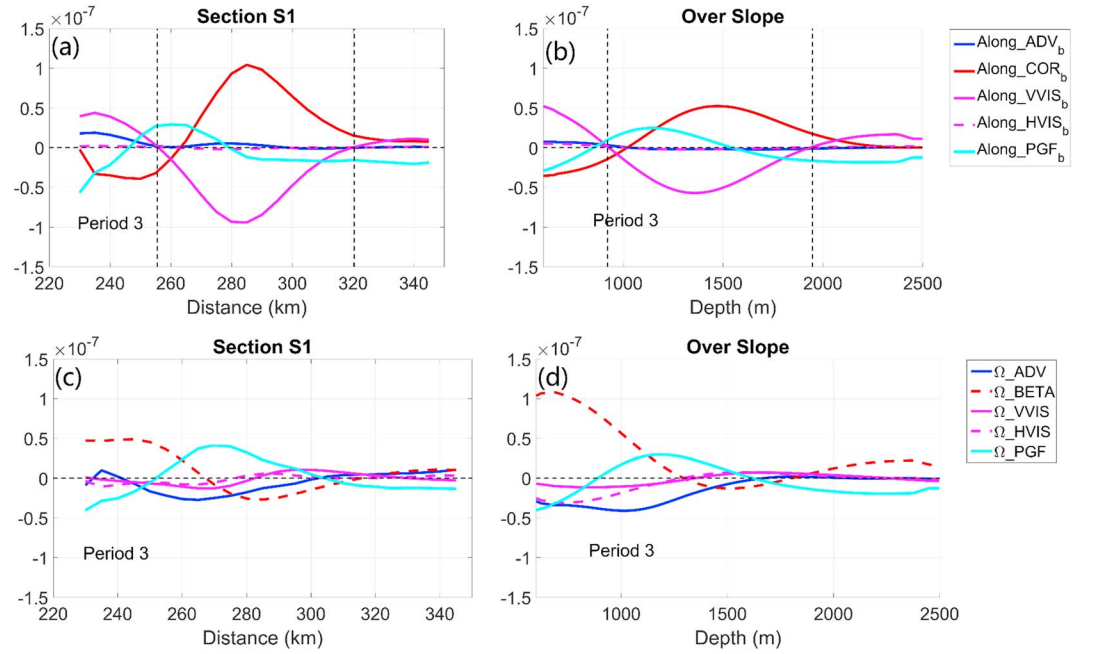 Section S1
×10⁻⁷
(a)
1.5
1
0.5
0
-0.5
-1
-1.5
Period 3
220 240 260 280 300 320 340
Distance (km)
Over Slope
×10⁻⁷
(b)
1.5
1
0.5
0
-0.5
-1
-1.5
Period 3
1000 1500 2000 2500
Depth (m)
Along_ADV_b
Along_COR_b
Along_VVIS_b
Along_HVIS_b
Along_PGF_b
Section S1
×10⁻⁷
(c)
1.5
1
0.5
0
-0.5
-1
-1.5
Period 3
220 240 260 280 300 320 340
Distance (km)
Over Slope
×10⁻⁷
(d)
1.5
1
0.5
0
-0.5
-1
-1.5
Period 3
1000 1500 2000 2500
Depth (m)
Ω_ADV
Ω_BETA
Ω_VVIS
Ω_HVIS
Ω_PGF